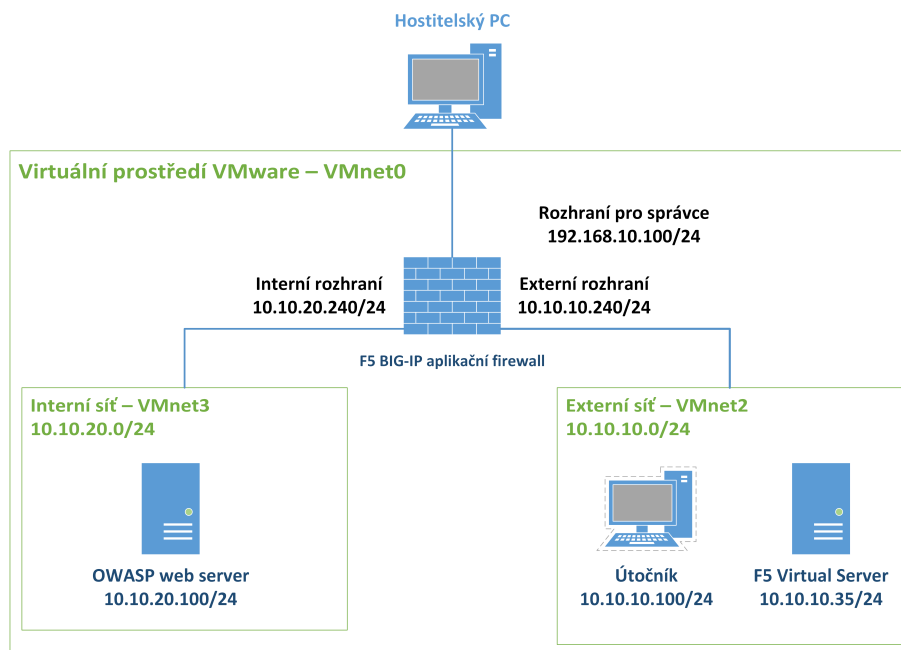 Hostitelský PC
Virtuální prostředí VMware – VMnet0
Rozhraní pro správce
192.168.10.100/24
Interní rozhraní
10.10.20.240/24
Externí rozhraní
10.10.10.240/24
F5 BIG-IP aplikační firewall
Interní síť – VMnet3
10.10.20.0/24
OWASP web server
10.10.20.100/24
Externí síť – VMnet2
10.10.10.0/24
Útočník
10.10.10.100/24
F5 Virtual Server
10.10.10.35/24